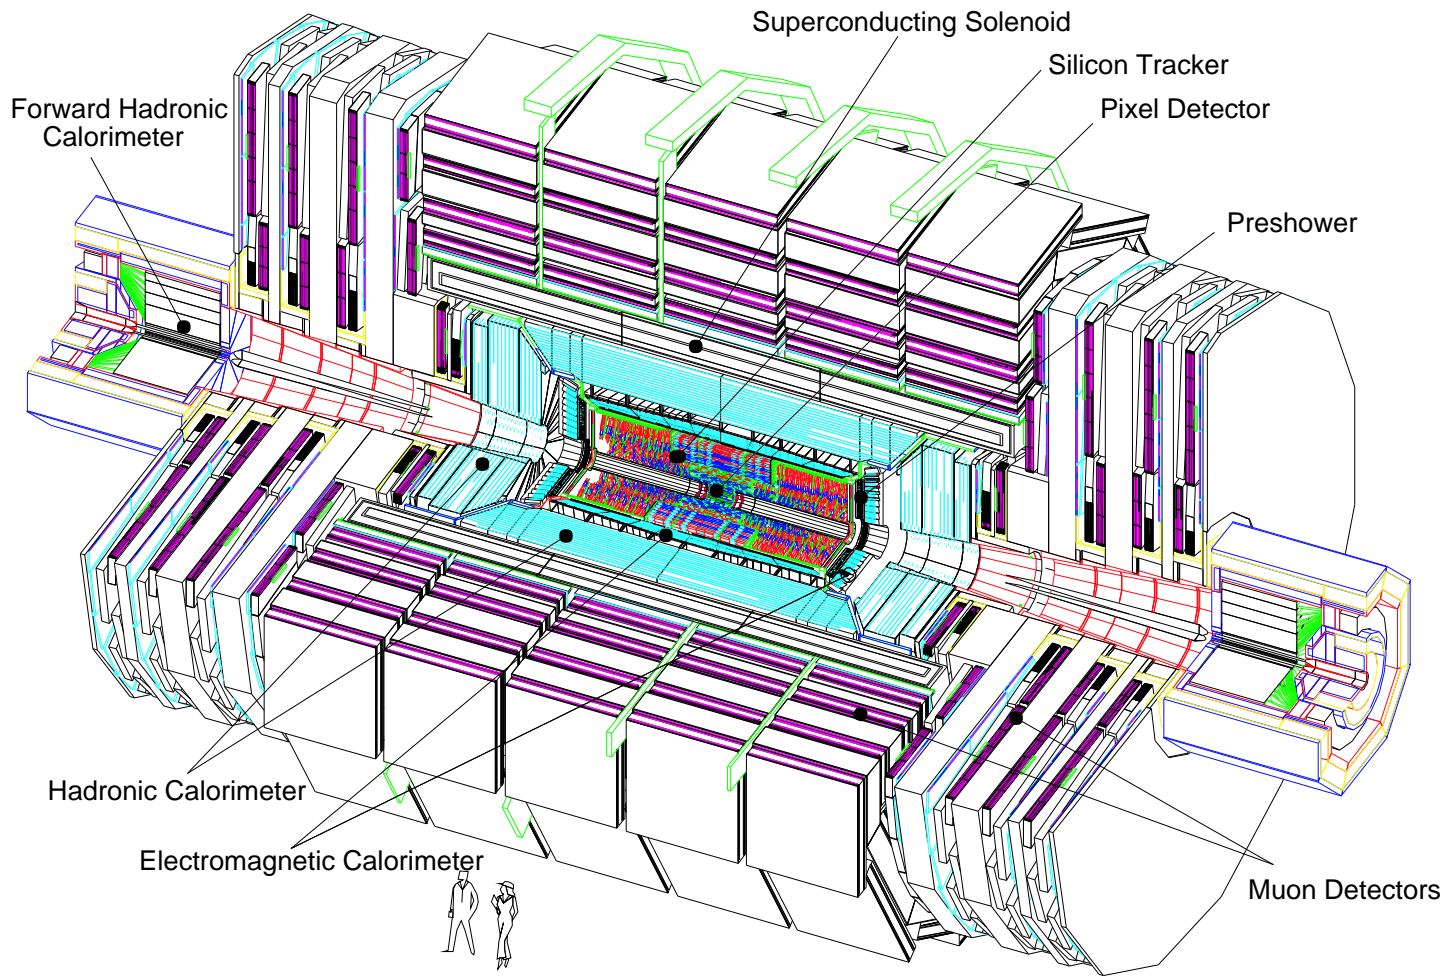 Superconducting Solenoid
Silicon Tracker
Pixel Detector
Forward Hadronic
Calorimeter
Preshower
Hadronic Calorimeter
Electromagnetic Calorimeter
Muon Detectors